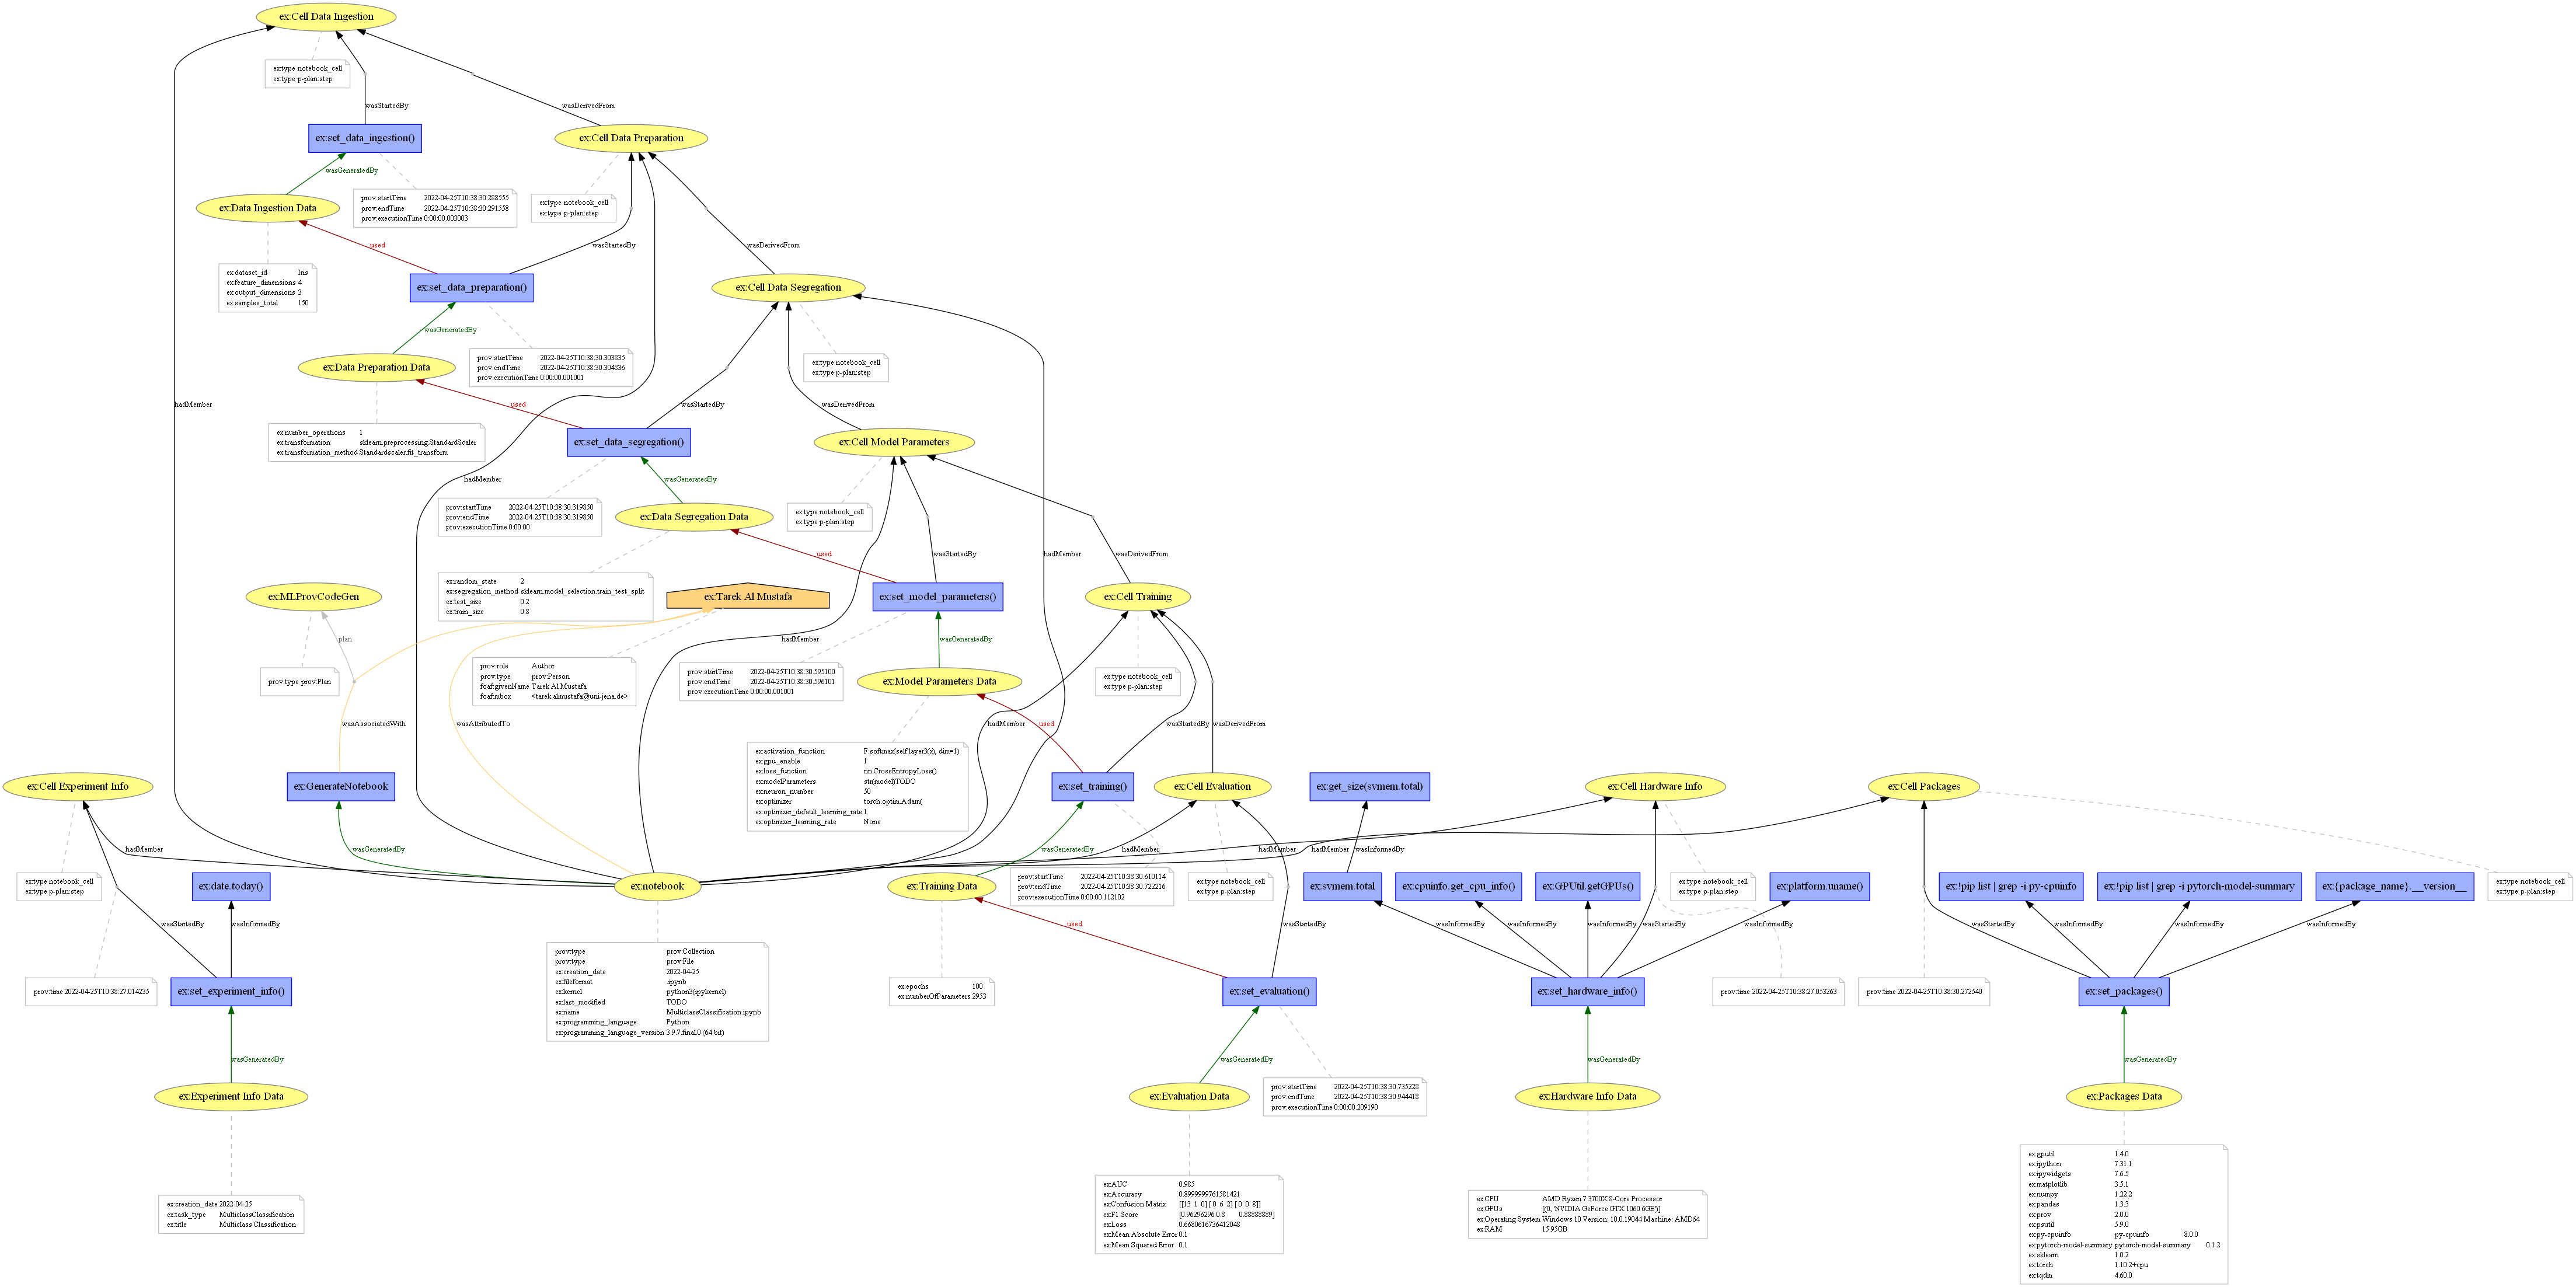 ex:Cell Data Ingestion
ex:type notebook_cell
ex:type p-plan:step
wasStartedBy
wasDerivedFrom
ex:set_data_ingestion()
ex:Cell Data Preparation
wasGeneratedBy
prov:startTime 2022-04-25T10:38:30.288555
prov:endTime 2022-04-25T10:38:30.291558
prov:executionTime 0:00:00.003003
ex:type notebook_cell
ex:type p-plan:step
ex:Data Ingestion Data
used
wasStartedBy
wasDerivedFrom
ex:dataset_id Iris
ex:feature_dimensions 4
ex:output_dimensions 3
ex:samples_total 150
ex:set_data_preparation()
ex:Cell Data Segregation
wasGeneratedBy
prov:startTime 2022-04-25T10:38:30.303835
prov:endTime 2022-04-25T10:38:30.304836
prov:executionTime 0:00:00.001001
ex:type notebook_cell
ex:type p-plan:step
ex:Data Preparation Data
hadMember
used
wasStartedBy
wasDerivedFrom
ex:number_operations 1
ex:transformation sklearn.preprocessing.StandardScaler
ex:transformation_method Standardscaler.fit_transform
ex:set_data_segregation()
ex:Cell Model Parameters
hadMember
wasGeneratedBy
prov:startTime 2022-04-25T10:38:30.319850
prov:endTime 2022-04-25T10:38:30.319850
prov:executionTime 0:00:00
ex:Data Segregation Data
ex:type notebook_cell
ex:type p-plan:step
used
wasStartedBy
hadMember
wasDerivedFrom
ex:MLProvCodeGen
ex:random_state 2
ex:segregation_method sklearn.model_selection.train_test_split
ex:test_size 0.2
ex:train_size 0.8
ex:Tarek Al Mustafa
ex:set_model_parameters()
ex:Cell Training
plan
hadMember
wasGeneratedBy
prov:type prov:Plan
prov:role Author
prov:type prov:Person
foaf:givenName Tarek Al Mustafa
foaf:mbox <tarek.almustafa@uni-jena.de>
prov:startTime 2022-04-25T10:38:30.595100
prov:endTime 2022-04-25T10:38:30.596101
prov:executionTime 0:00:00.001001
ex:Model Parameters Data
ex:type notebook_cell
ex:type p-plan:step
wasAssociatedWith
wasAttributedTo
hadMember
used
wasStartedBy
wasDerivedFrom
ex:activation_function F.softmax(self.layer3(x), dim=1)
ex:gpu_enable 1
ex:loss_function nn.CrossEntropyLoss()
ex:modelParameters str(model)TODO
ex:neuron_number 50
ex:optimizer torch.optim.Adam(
ex:optimizer_default_learning_rate 1
ex:optimizer_learning_rate None
ex:Cell Experiment Info
ex:GenerateNotebook
ex:set_training()
ex:Cell Evaluation
ex:get_size(svmem.total)
ex:Cell Hardware Info
ex:Cell Packages
hadMember
wasGeneratedBy
wasGeneratedBy
hadMember
hadMember
hadMember
wasInformedBy
ex:type notebook_cell
ex:type p-plan:step
ex:date.today()
ex:notebook
ex:Training Data
prov:startTime 2022-04-25T10:38:30.610114
prov:endTime 2022-04-25T10:38:30.722216
prov:executionTime 0:00:00.112102
ex:type notebook_cell
ex:type p-plan:step
ex:svmem.total
ex:cpuinfo.get_cpu_info()
ex:GPUtil.getGPUs()
ex:type notebook_cell
ex:type p-plan:step
ex:platform.uname()
ex:!pip list | grep -i py-cpuinfo
ex:!pip list | grep -i pytorch-model-summary
ex:{package_name}.__version__
ex:type notebook_cell
ex:type p-plan:step
wasStartedBy
wasInformedBy
used
wasStartedBy
wasInformedBy
wasInformedBy
wasInformedBy
wasStartedBy
wasInformedBy
wasStartedBy
wasInformedBy
wasInformedBy
wasInformedBy
prov:time 2022-04-25T10:38:27.014235
ex:set_experiment_info()
prov:type prov:Collection
prov:type prov:File
ex:creation_date 2022-04-25
ex:fileformat .ipynb
ex:kernel python3(ipykernel)
ex:last_modified TODO
ex:name MulticlassClassification.ipynb
ex:programming_language Python
ex:programming_language_version 3.9.7.final.0 (64 bit)
ex:epochs 100
ex:numberOfParameters 2953
ex:set_evaluation()
ex:set_hardware_info()
prov:time 2022-04-25T10:38:27.053263
prov:time 2022-04-25T10:38:30.272540
ex:set_packages()
wasGeneratedBy
wasGeneratedBy
wasGeneratedBy
wasGeneratedBy
ex:Experiment Info Data
ex:Evaluation Data
prov:startTime 2022-04-25T10:38:30.735228
prov:endTime 2022-04-25T10:38:30.944418
prov:executionTime 0:00:00.209190
ex:Hardware Info Data
ex:Packages Data
ex:creation_date 2022-04-25
ex:task_type MulticlassClassification
ex:title Multiclass Classification
ex:AUC 0.985
ex:Accuracy 0.8999999761581421
ex:Confusion Matrix [[13 1 0] [ 0 6 2] [ 0 0 8]]
ex:F1 Score [0.96296296 0.8 0.88888889]
ex:Loss 0.6680616736412048
ex:Mean Absolute Error 0.1
ex:Mean Squared Error 0.1
ex:CPU AMD Ryzen 7 3700X 8-Core Processor
ex:GPUs [(0, 'NVIDIA GeForce GTX 1060 6GB')]
ex:Operating System Windows 10 Version: 10.0.19044 Machine: AMD64
ex:RAM 15.95GB
ex:gputil 1.4.0
ex:ipython 7.31.1
ex:ipywidgets 7.6.5
ex:matplotlib 3.5.1
ex:numpy 1.22.2
ex:pandas 1.3.3
ex:prov 2.0.0
ex:psutil 5.9.0
ex:py-cpuinfo py-cpuinfo 8.0.0
ex:pytorch-model-summary pytorch-model-summary 0.1.2
ex:sklearn 1.0.2
ex:torch 1.10.2+cpu
ex:tqdm 4.60.0